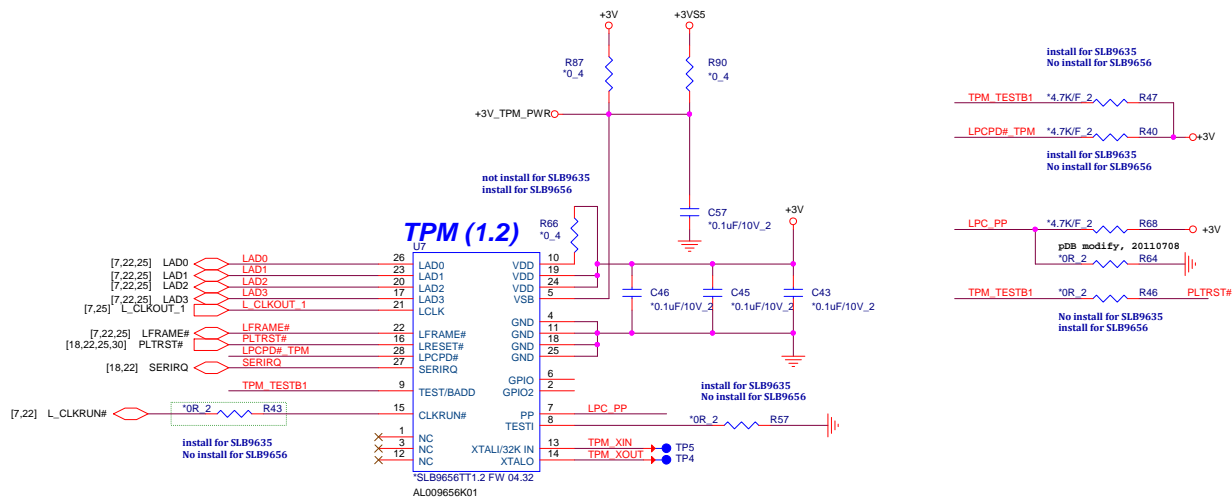 +3V
+3VS5
R87
*0_4
R90
*0_4
+3V_TPM_PWR
install for SLB9635
No install for SLB9656
TPM_TESTB1 *4.7K/F_2 R47
LPCPD#_TPM *4.7K/F_2 R40
+3V
install for SLB9635
No install for SLB9656
not install for SLB9635
install for SLB9656
R66
*0_4
C57
*0.1uF/10V_2
+3V
LPC_PP *4.7K/F_2 R68
+3V
pDB modify, 20110708
*0R_2 R64
TPM_TESTB1 *0R_2 R46 PLTRST#
No install for SLB9635
install for SLB9656
TPM (1.2)
U7
[7,22,25] LAD0 LAD0 26 LAD0
[7,22,25] LAD1 LAD1 23 LAD1
[7,22,25] LAD2 LAD2 20 LAD2
[7,22,25] LAD3 LAD3 17 LAD3
[7,25] L_CLKOUT_1 L_CLKOUT_1 21 LCLK
[7,22,25] LFRAME# LFRAME# 22 LFRAME#
[18,22,25,30] PLTRST# PLTRST# 16 LRESET#
LPCPD#_TPM 28 LPCPD#
[18,22] SERIRQ SERIRQ 27 SERIRQ
TPM_TESTB1 9 TEST/BADD
[7,22] L_CLKRUN# *0R_2 R43 15 CLKRUN#
install for SLB9635
No install for SLB9656
1 NC
3 NC
12 NC
VDD 10
VDD 19
VDD 24
VSB 5
GND 4
GND 11
GND 18
GND 25
GPIO 6
GPIO2 2
PP 7 LPC_PP
TESTI 8 *0R_2 R57
XTALI/32K IN 13 TPM_XIN TP5
XTALO 14 TPM_XOUT TP4
C46
*0.1uF/10V_2
C45
*0.1uF/10V_2
C43
*0.1uF/10V_2
install for SLB9635
No install for SLB9656
*SLB9656TT1.2 FW 04.32
AL009656K01